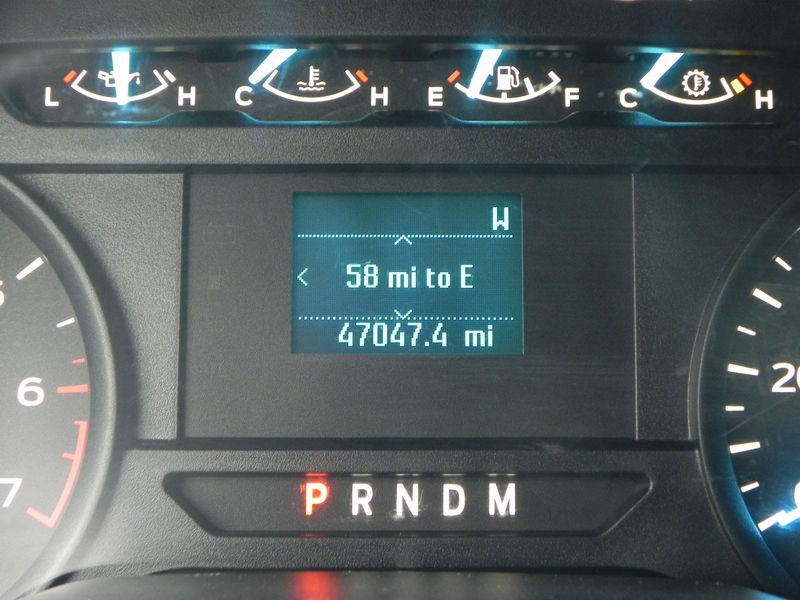 L H C H E F C H
W
58 mi to E
47047.4 mi
6
7
20
P R N D M